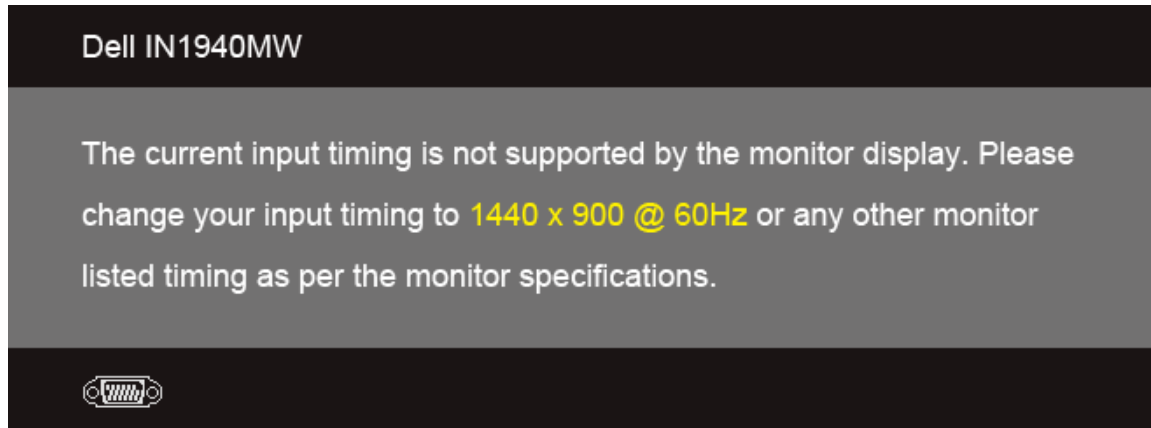 Dell IN1940MW
The current input timing is not supported by the monitor display. Please
change your input timing to 1440 x 900 @ 60Hz or any other monitor
listed timing as per the monitor specifications.